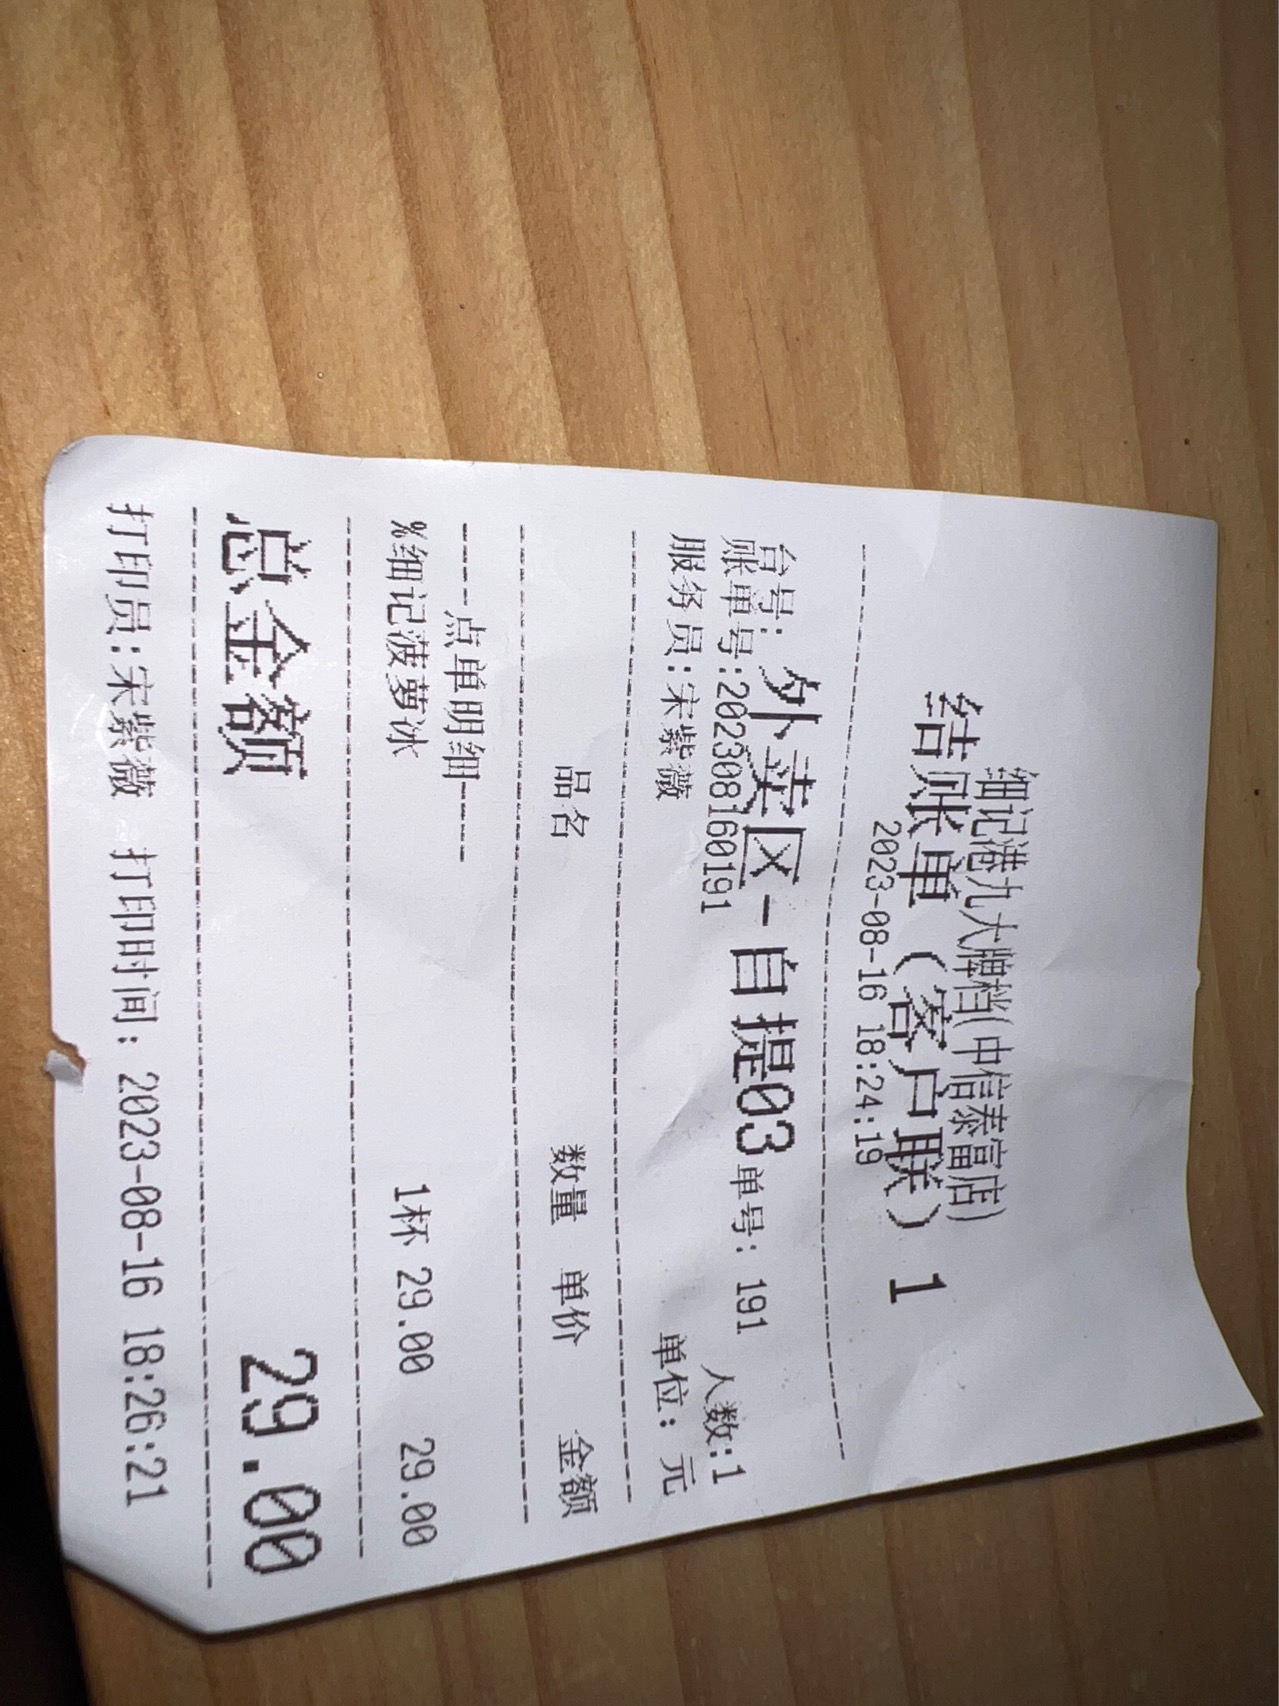 细记港九大牌档(中信泰富店)
结账单（客户联）1
2023-08-16 18:24:19
台号: 外卖区-自提03 单号: 191 人数:1
账单号:202308160191
服务员:宋紫薇 单位: 元
品名 数量 单价 金额
----点单明细----
%细记菠萝冰 1杯 29.00 29.00
总金额 29.00
打印员:宋紫薇 打印时间: 2023-08-16 18:26:21